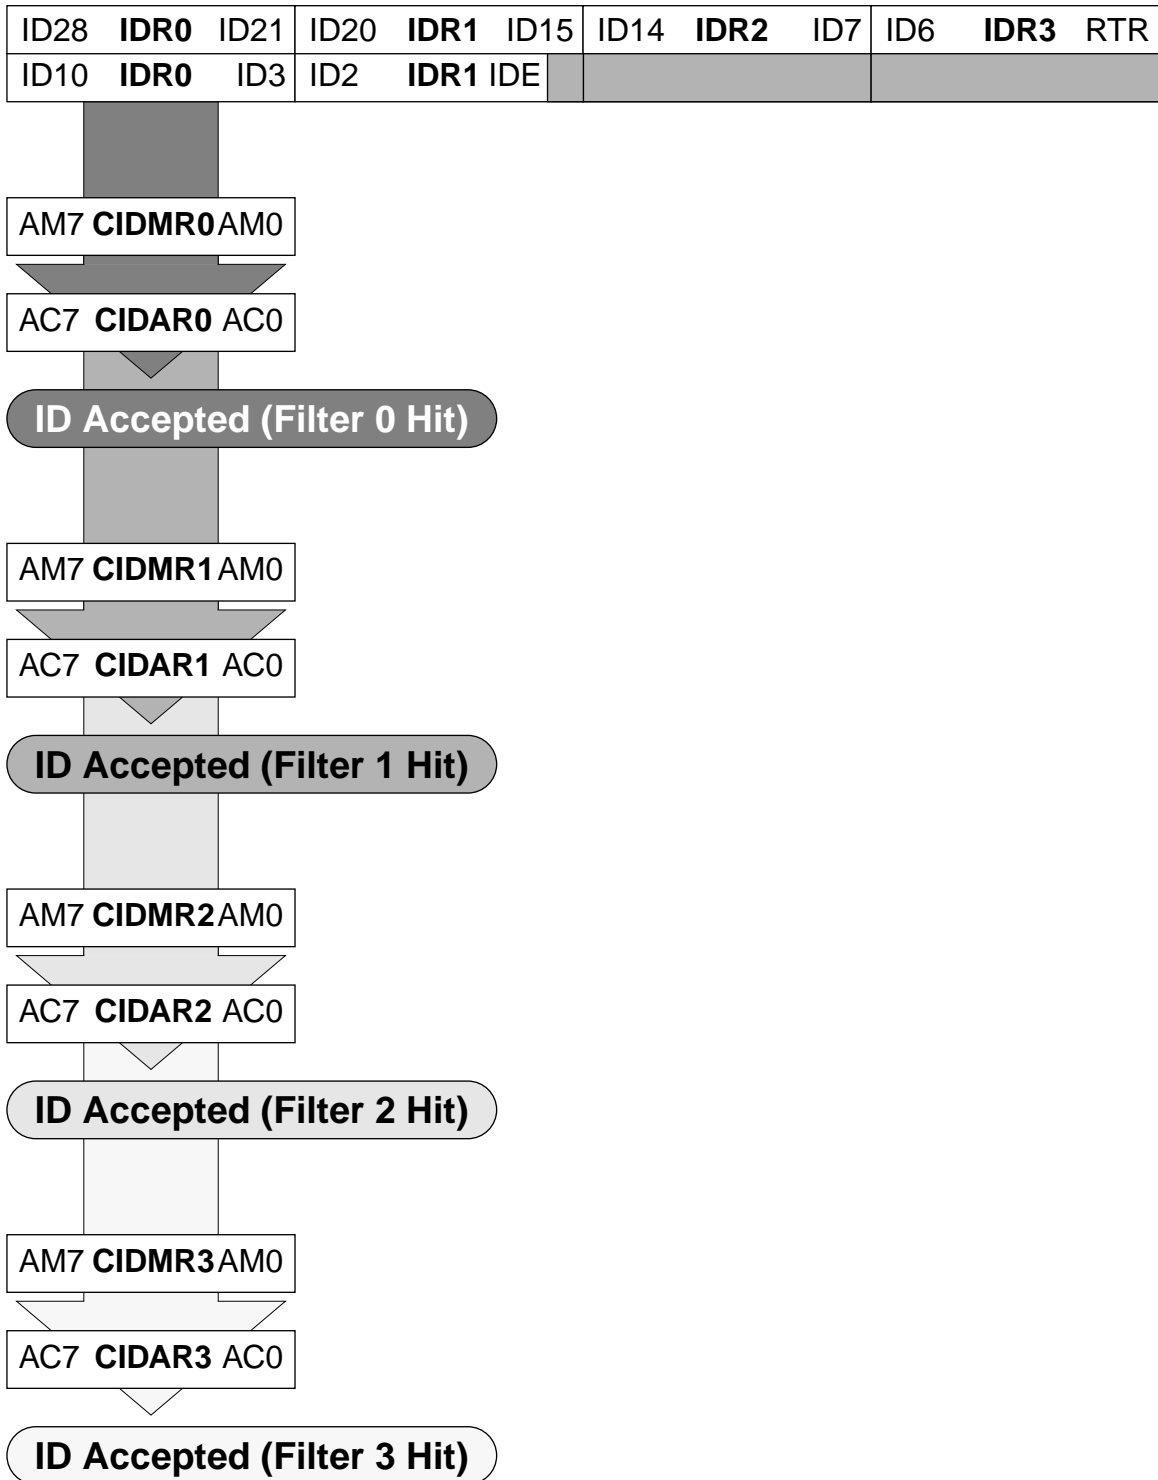 ID28 IDR0 ID21 ID20 IDR1 ID15 ID14 IDR2 ID7 ID6 IDR3 RTR
ID10 IDR0 ID3 ID2 IDR1 IDE
AM7 CIDMR0 AM0
AC7 CIDAR0 AC0
ID Accepted (Filter 0 Hit)
AM7 CIDMR1 AM0
AC7 CIDAR1 AC0
ID Accepted (Filter 1 Hit)
AM7 CIDMR2 AM0
AC7 CIDAR2 AC0
ID Accepted (Filter 2 Hit)
AM7 CIDMR3 AM0
AC7 CIDAR3 AC0
ID Accepted (Filter 3 Hit)